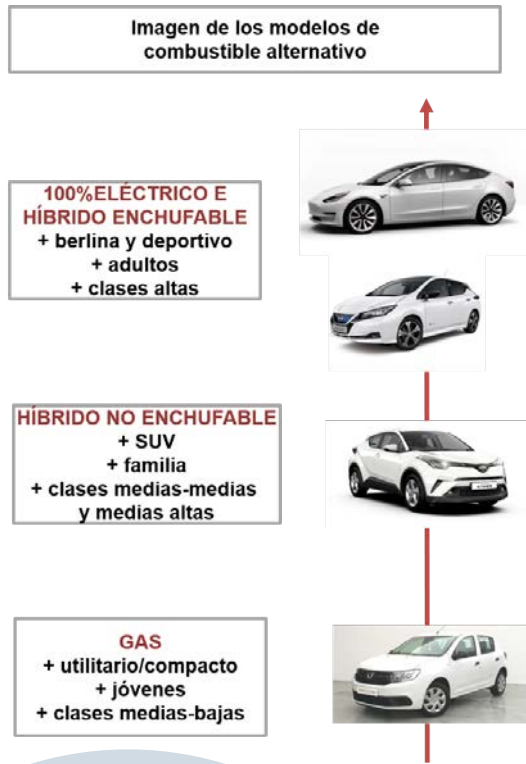 Imagen de los modelos de
combustible alternativo
100%ELÉCTRICO E
HÍBRIDO ENCHUFABLE
+ berlina y deportivo
+ adultos
+ clases altas
HÍBRIDO NO ENCHUFABLE
+ SUV
+ familia
+ clases medias-medias
y medias altas
GAS
+ utilitario/compacto
+ jóvenes
+ clases medias-bajas